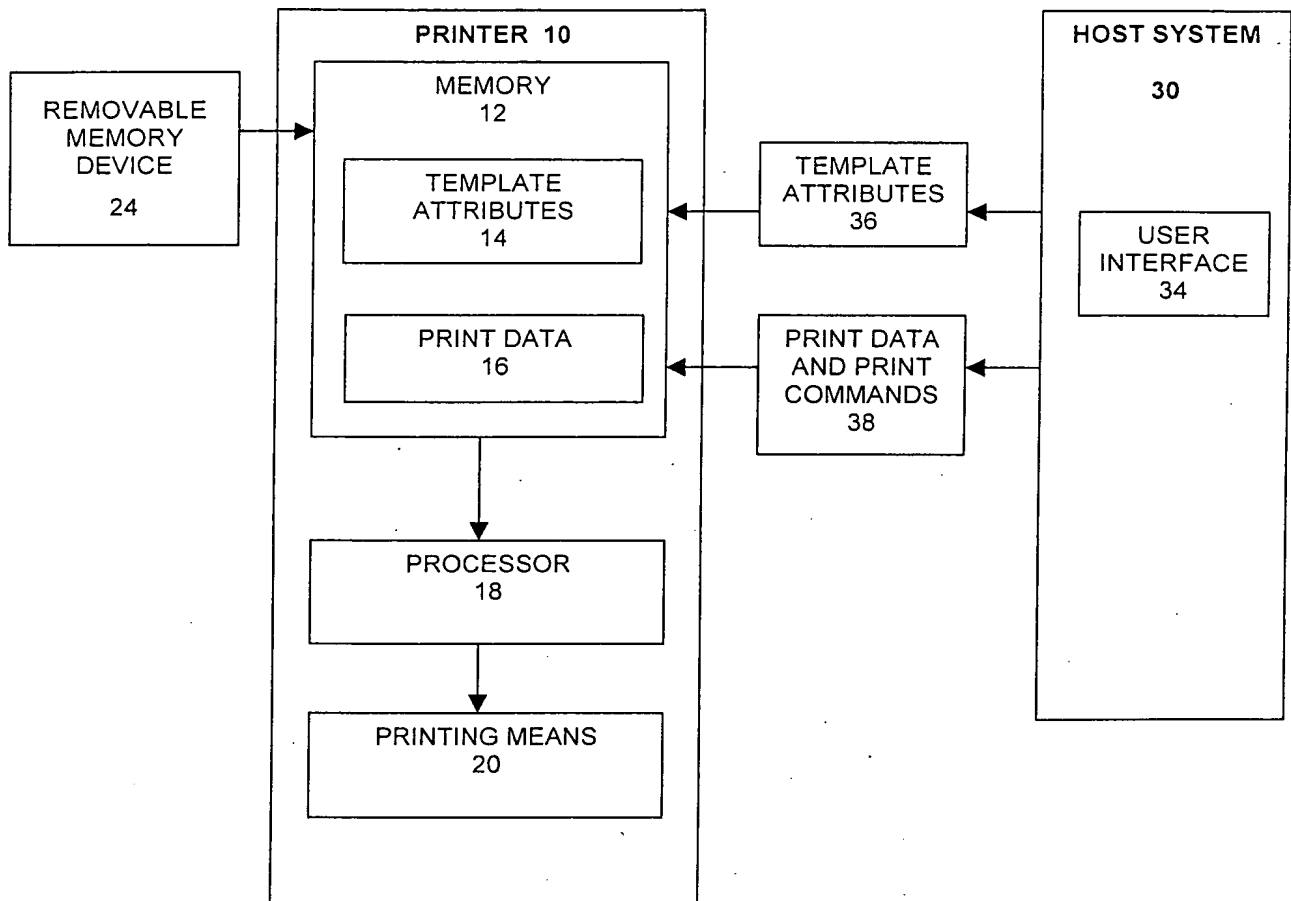 PRINTER 10
HOST SYSTEM
30
REMOVABLE
MEMORY
DEVICE
24
MEMORY
12
TEMPLATE
ATTRIBUTES
14
PRINT DATA
16
TEMPLATE
ATTRIBUTES
36
PRINT DATA
AND PRINT
COMMANDS
38
USER
INTERFACE
34
PROCESSOR
18
PRINTING MEANS
20